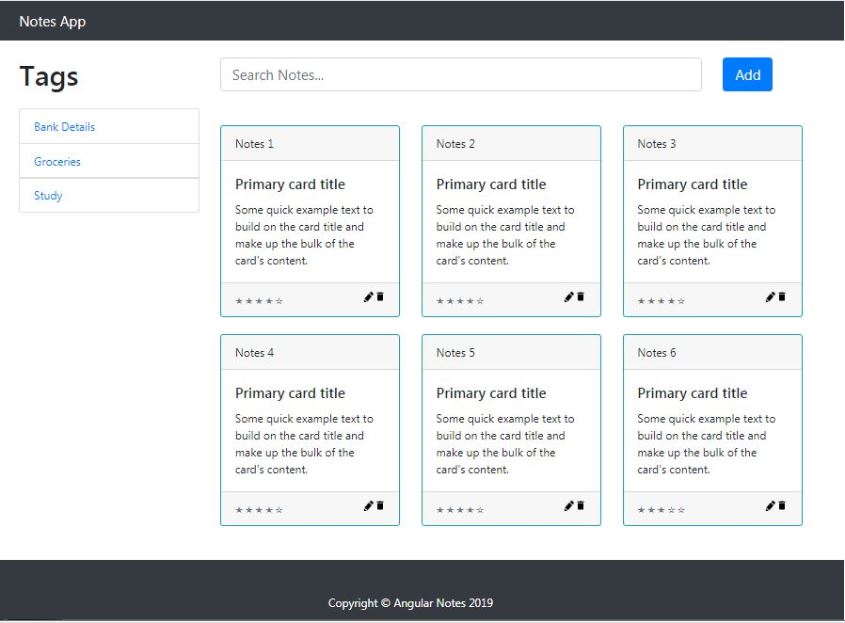 Notes App
Tags
Search Notes...
Add
Bank Details
Groceries
Study
Notes 1
Primary card title
Some quick example text to
build on the card title and
make up the bulk of the
card's content.
★ ★ ★ ★ ☆
Notes 2
Primary card title
Some quick example text to
build on the card title and
make up the bulk of the
card's content.
★ ★ ★ ★ ☆
Notes 3
Primary card title
Some quick example text to
build on the card title and
make up the bulk of the
card's content.
★ ★ ★ ★ ☆
Notes 4
Primary card title
Some quick example text to
build on the card title and
make up the bulk of the
card's content.
★ ★ ★ ★ ☆
Notes 5
Primary card title
Some quick example text to
build on the card title and
make up the bulk of the
card's content.
★ ★ ★ ★ ☆
Notes 6
Primary card title
Some quick example text to
build on the card title and
make up the bulk of the
card's content.
★ ★ ★ ☆ ☆
Copyright © Angular Notes 2019